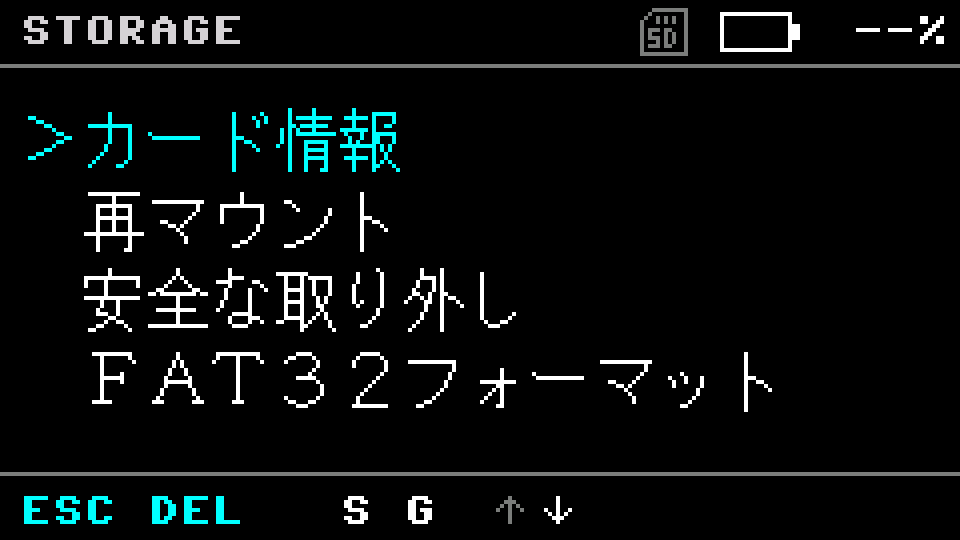 STORAGE SD --%
＞カード情報
再マウント
安全な取り外し
ＦＡＴ３２フォーマット
ESC DEL S G ↑↓